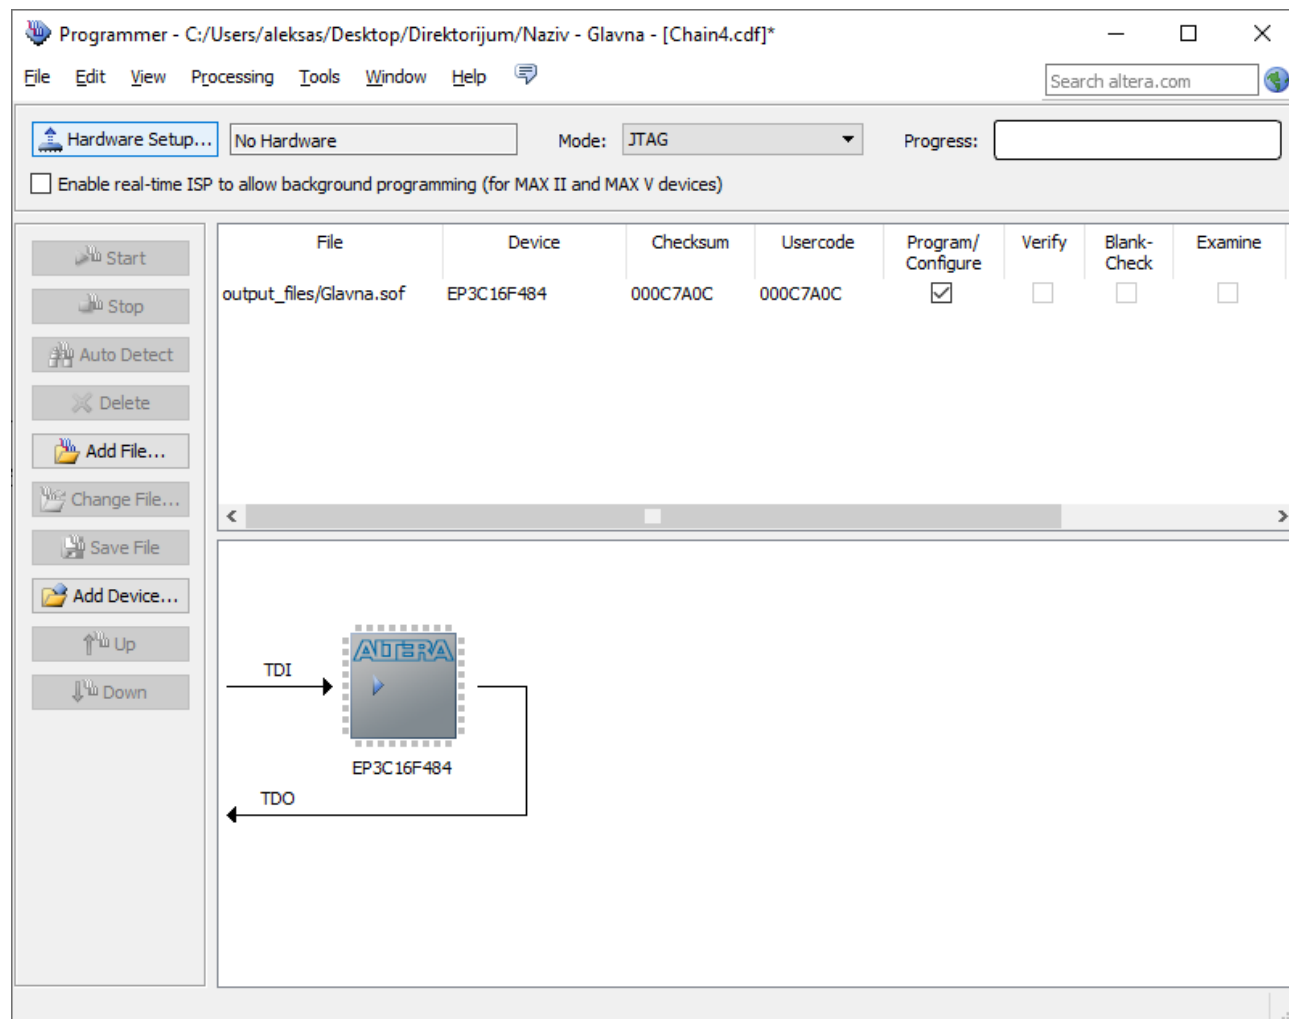 Programmer - C:/Users/aleksas/Desktop/Direktorijum/Naziv - Glavna - [Chain4.cdf]*
File Edit View Processing Tools Window Help
Search altera.com
Hardware Setup... No Hardware Mode: JTAG Progress:
Enable real-time ISP to allow background programming (for MAX II and MAX V devices)
Start
Stop
Auto Detect
Delete
Add File...
Change File...
Save File
Add Device...
Up
Down
File Device Checksum Usercode Program/ Verify Blank- Examine
Configure Check
output_files/Glavna.sof EP3C16F484 000C7A0C 000C7A0C
ALTERA
TDI
EP3C16F484
TDO